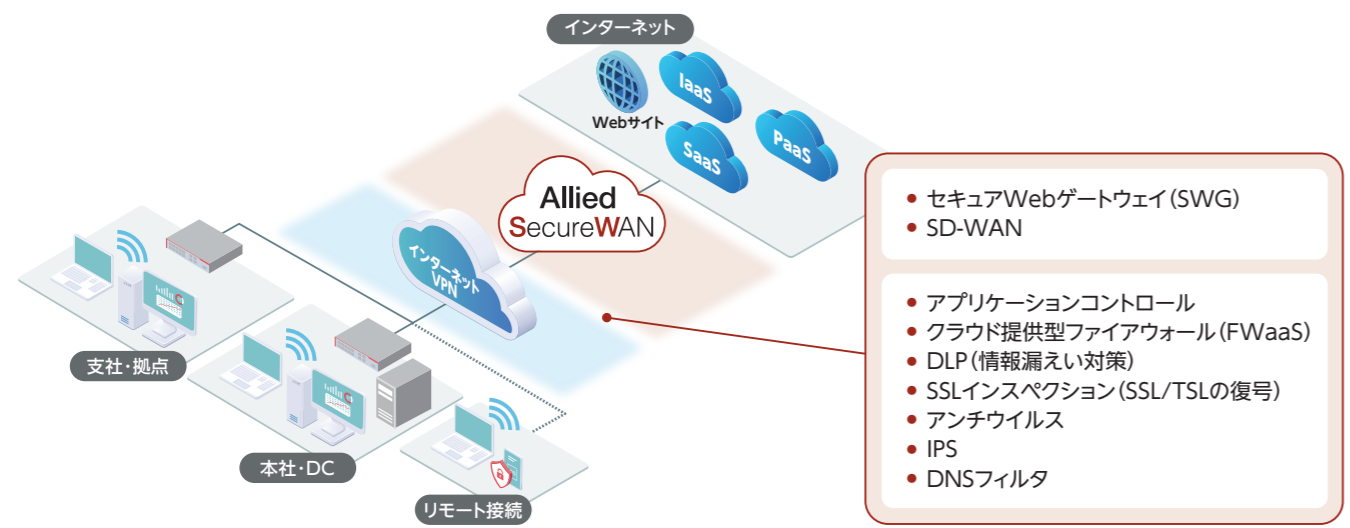 インターネット
Webサイト
IaaS
SaaS
PaaS
Allied
SecureWAN
インターネット
VPN
支社・拠点
本社・DC
リモート接続
• セキュアWebゲートウェイ(SWG)
• SD-WAN
• アプリケーションコントロール
• クラウド提供型ファイアウォール(FWaaS)
• DLP(情報漏えい対策)
• SSLインスペクション(SSL/TSLの復号)
• アンチウイルス
• IPS
• DNSフィルタ